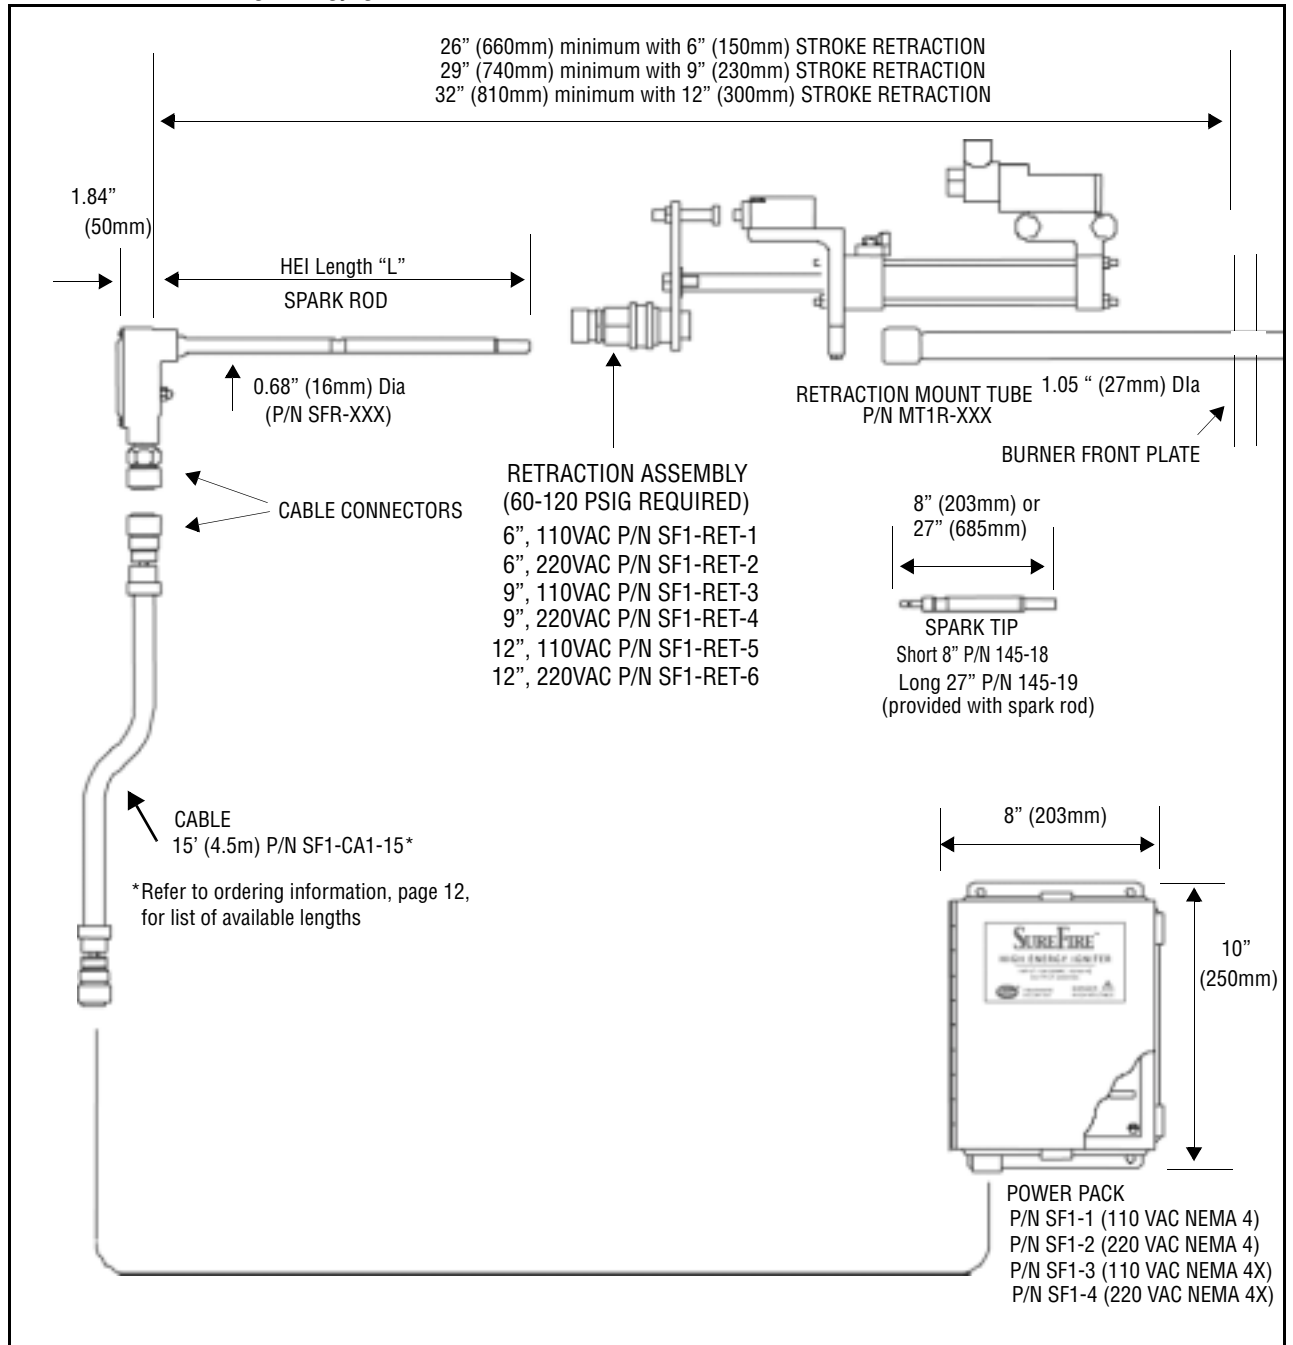 26” (660mm) minimum with 6” (150mm) STROKE RETRACTION
29” (740mm) minimum with 9” (230mm) STROKE RETRACTION
32” (810mm) minimum with 12” (300mm) STROKE RETRACTION
1.84”
(50mm)
HEI Length “L”
SPARK ROD
0.68” (16mm) Dia
(P/N SFR-XXX)
RETRACTION MOUNT TUBE
P/N MT1R-XXX
1.05 “ (27mm) DIa
BURNER FRONT PLATE
CABLE CONNECTORS
RETRACTION ASSEMBLY
(60-120 PSIG REQUIRED)
6”, 110VAC P/N SF1-RET-1
6”, 220VAC P/N SF1-RET-2
9”, 110VAC P/N SF1-RET-3
9”, 220VAC P/N SF1-RET-4
12”, 110VAC P/N SF1-RET-5
12”, 220VAC P/N SF1-RET-6
8” (203mm) or
27” (685mm)
SPARK TIP
Short 8” P/N 145-18
Long 27” P/N 145-19
(provided with spark rod)
CABLE
15’ (4.5m) P/N SF1-CA1-15*
*Refer to ordering information, page 12,
for list of available lengths
8” (203mm)
10”
(250mm)
SUREFIRE™
HIGH ENERGY IGNITER
POWER PACK
P/N SF1-1 (110 VAC NEMA 4)
P/N SF1-2 (220 VAC NEMA 4)
P/N SF1-3 (110 VAC NEMA 4X)
P/N SF1-4 (220 VAC NEMA 4X)